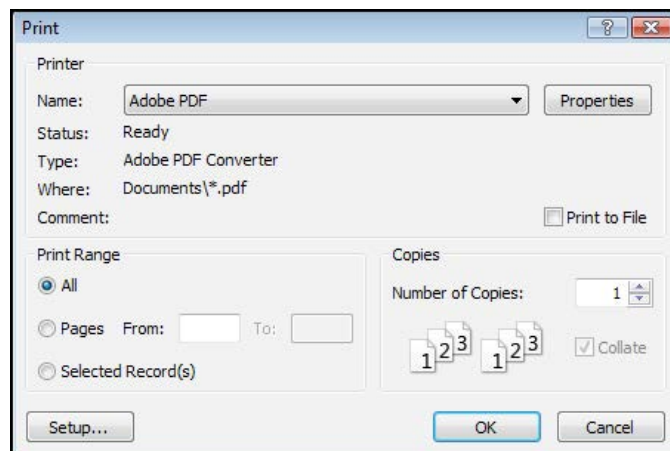 Print
Printer
Name: Adobe PDF Properties
Status: Ready
Type: Adobe PDF Converter
Where: Documents\*.pdf
Comment: Print to File
Print Range
All
Pages From: To:
Selected Record(s)
Copies
Number of Copies: 1
1 2 3 1 2 3
Collate
Setup... OK Cancel